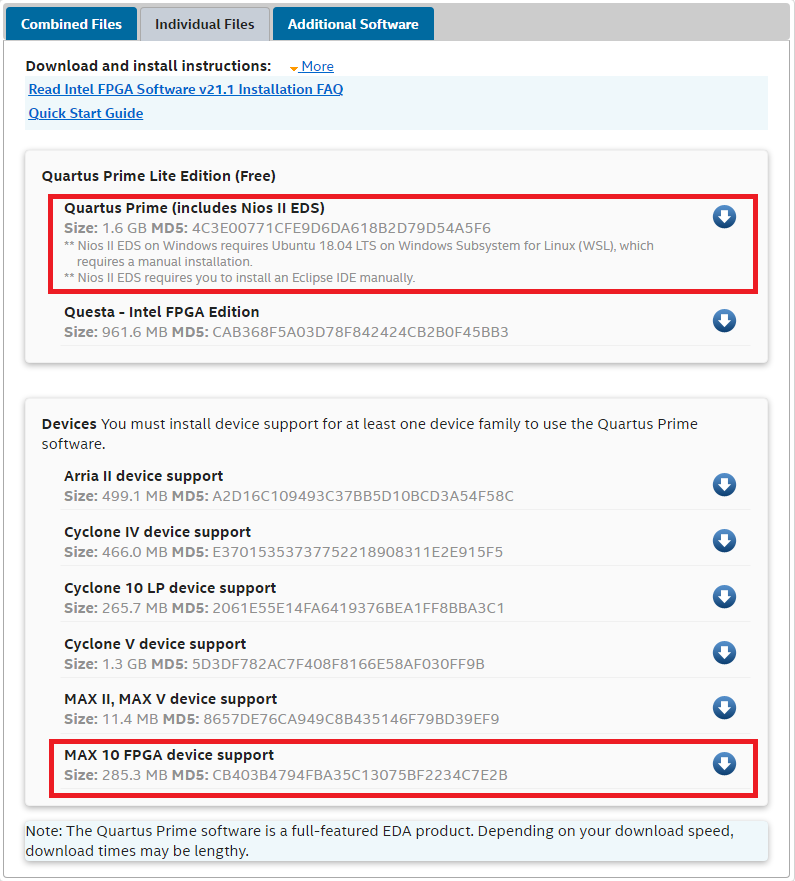 Combined Files
Individual Files
Additional Software
Download and install instructions: More
Read Intel FPGA Software v21.1 Installation FAQ
Quick Start Guide
Quartus Prime Lite Edition (Free)
Quartus Prime (includes Nios II EDS)
Size: 1.6 GB MD5: 4C3E00771CFE9D6DA618B2D79D54A5F6
** Nios II EDS on Windows requires Ubuntu 18.04 LTS on Windows Subsystem for Linux (WSL), which
requires a manual installation.
** Nios II EDS requires you to install an Eclipse IDE manually.
Questa - Intel FPGA Edition
Size: 961.6 MB MD5: CAB368F5A03D78F842424CB2B0F45BB3
Devices You must install device support for at least one device family to use the Quartus Prime
software.
Arria II device support
Size: 499.1 MB MD5: A2D16C109493C37BB5D10BCD3A54F58C
Cyclone IV device support
Size: 466.0 MB MD5: E37015353737752218908311E2E915F5
Cyclone 10 LP device support
Size: 265.7 MB MD5: 2061E55E14FA6419376BEA1FF8BBA3C1
Cyclone V device support
Size: 1.3 GB MD5: 5D3DF782AC7F408F8166E58AF030FF9B
MAX II, MAX V device support
Size: 11.4 MB MD5: 8657DE76CA949C8B435146F79BD39EF9
MAX 10 FPGA device support
Size: 285.3 MB MD5: CB403B4794FBA35C13075BF2234C7E2B
Note: The Quartus Prime software is a full-featured EDA product. Depending on your download speed,
download times may be lengthy.